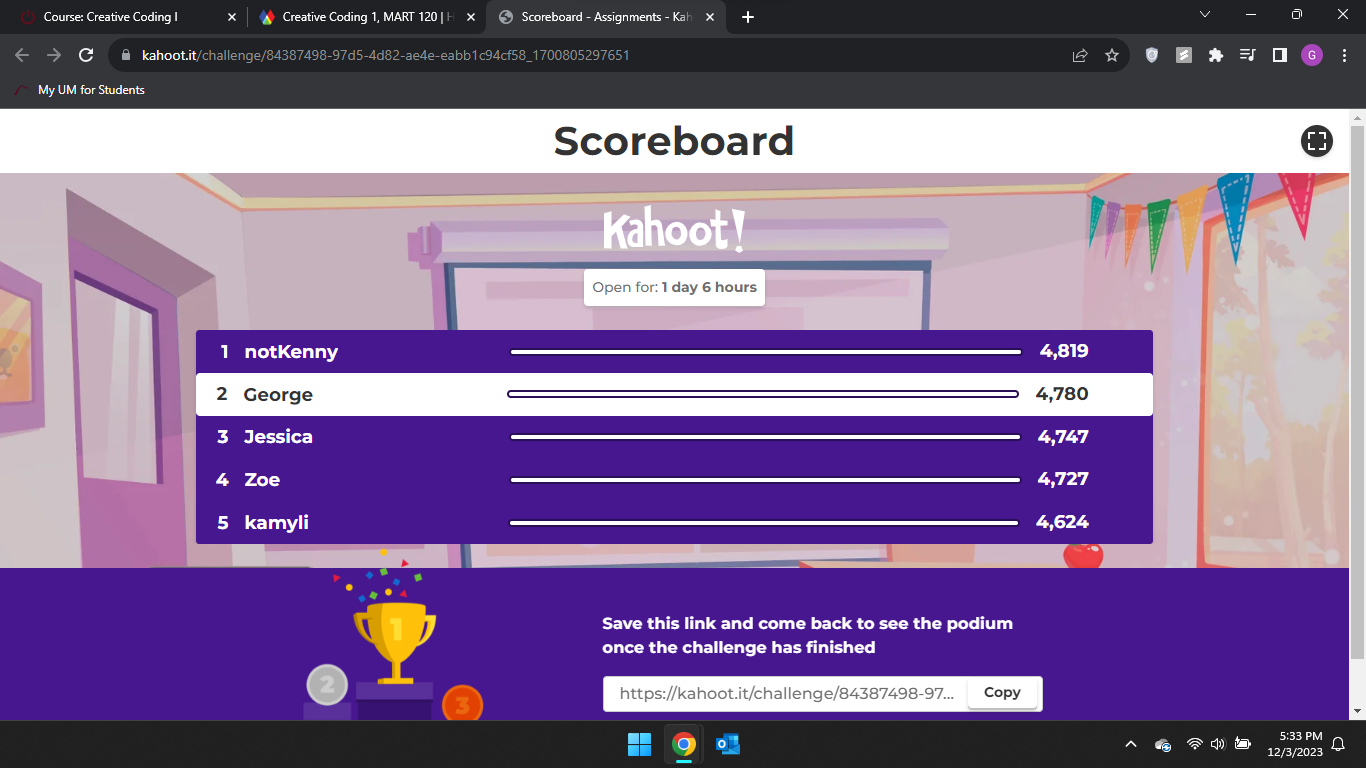 Course: Creative Coding I
Creative Coding 1, MART 120 | H
Scoreboard - Assignments - Kah
kahoot.it/challenge/84387498-97d5-4d82-ae4e-eabb1c94cf58_1700805297651
G
My UM for Students
Scoreboard
Kahoot!
Open for: 1 day 6 hours
1 notKenny 4,819
2 George 4,780
3 Jessica 4,747
4 Zoe 4,727
5 kamyli 4,624
1
2
3
Save this link and come back to see the podium
once the challenge has finished
https://kahoot.it/challenge/84387498-97... Copy
5:33 PM
12/3/2023